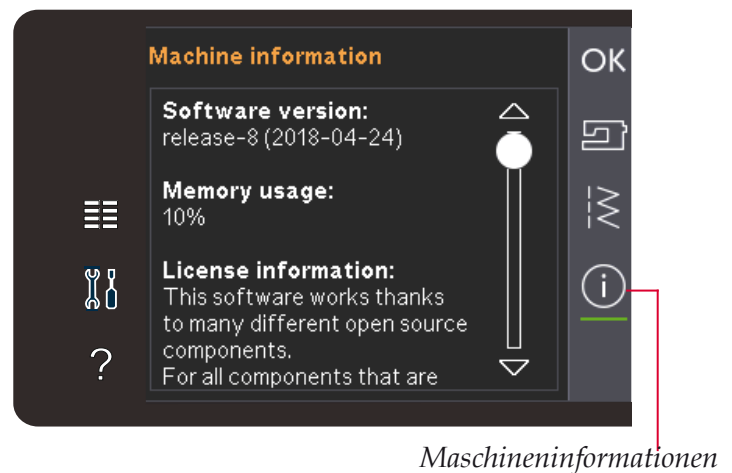 Machine information
OK
Software version:
release-8 (2018-04-24)
Memory usage:
10%
License information:
This software works thanks
to many different open source
components.
For all components that are
i
?
Maschineninformationen